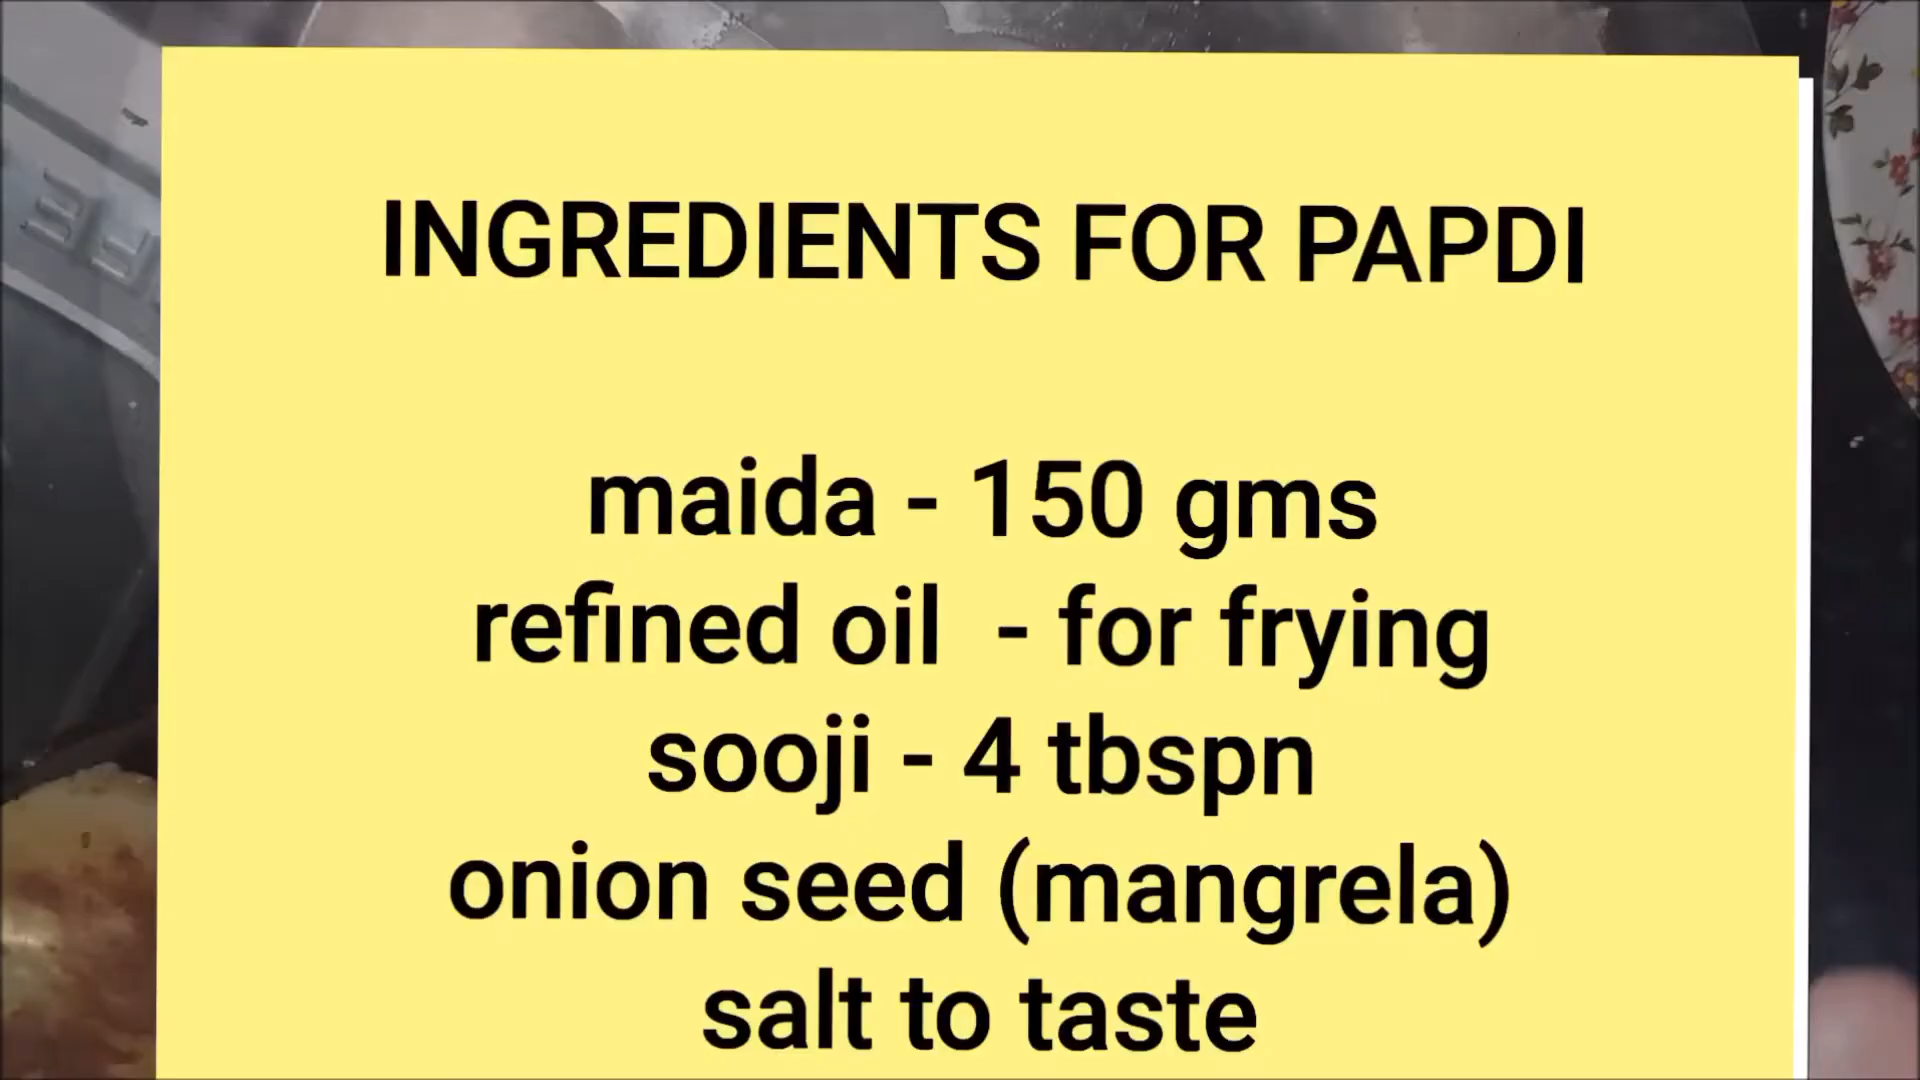 INGREDIENTS FOR PAPDI
maida - 150 gms
refined oil - for frying
sooji - 4 tbspn
onion seed (mangrela)
salt to taste